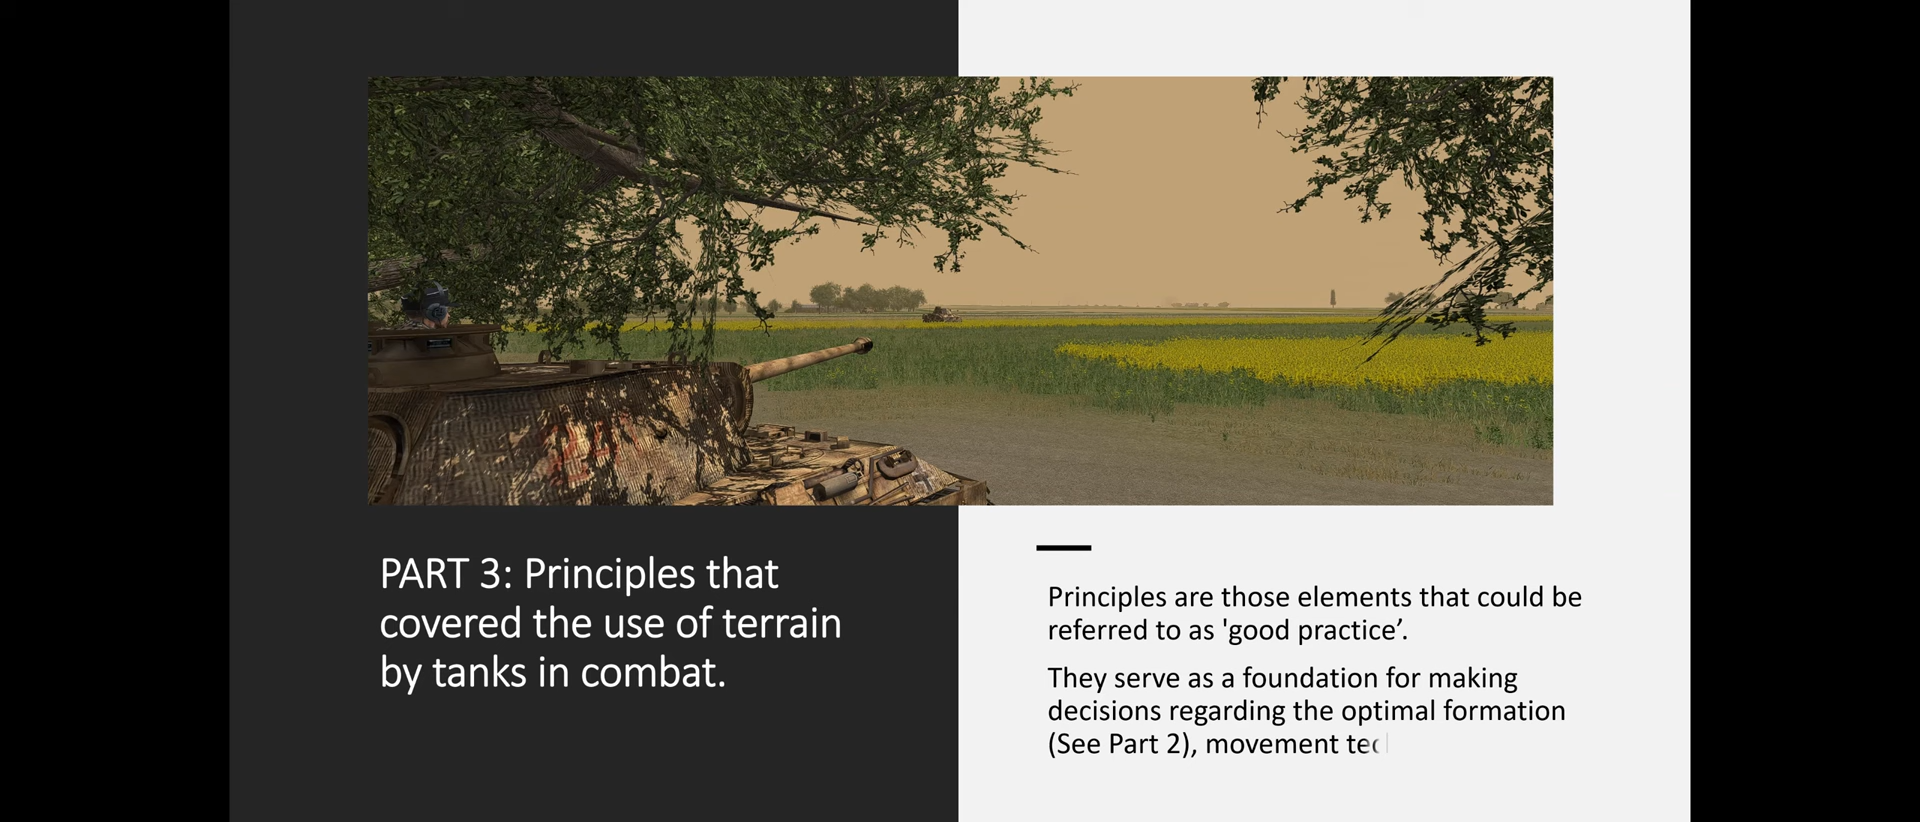 PART 3: Principles that
covered the use of terrain
by tanks in combat.
Principles are those elements that could be
referred to as 'good practice’.
They serve as a foundation for making
decisions regarding the optimal formation
(See Part 2), movement